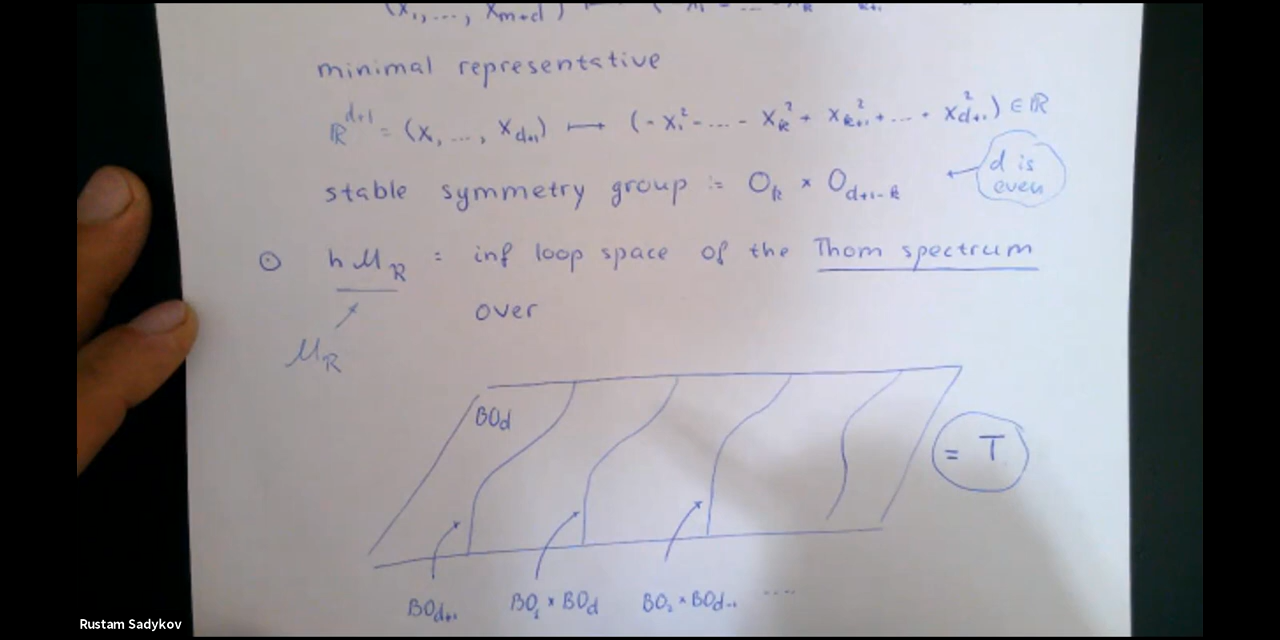 (x₁, ..., x_{m+d})
minimal representative
ℝ^{d+1} = (x, ..., x_{d+1}) ⟼ (-x₁² - ... - x_k² + x_{k+1}² + ... + x_{d+1}²) ∈ ℝ
stable symmetry group := O_k × O_{d+1-k}
d is
even
⊙ hM_R = inf loop space of the Thom spectrum
over
M_R
BO_d
= T
BO_{d+1} BO₁ × BO_d BO₂ × BO_{d-1} ....
Rustam Sadykov